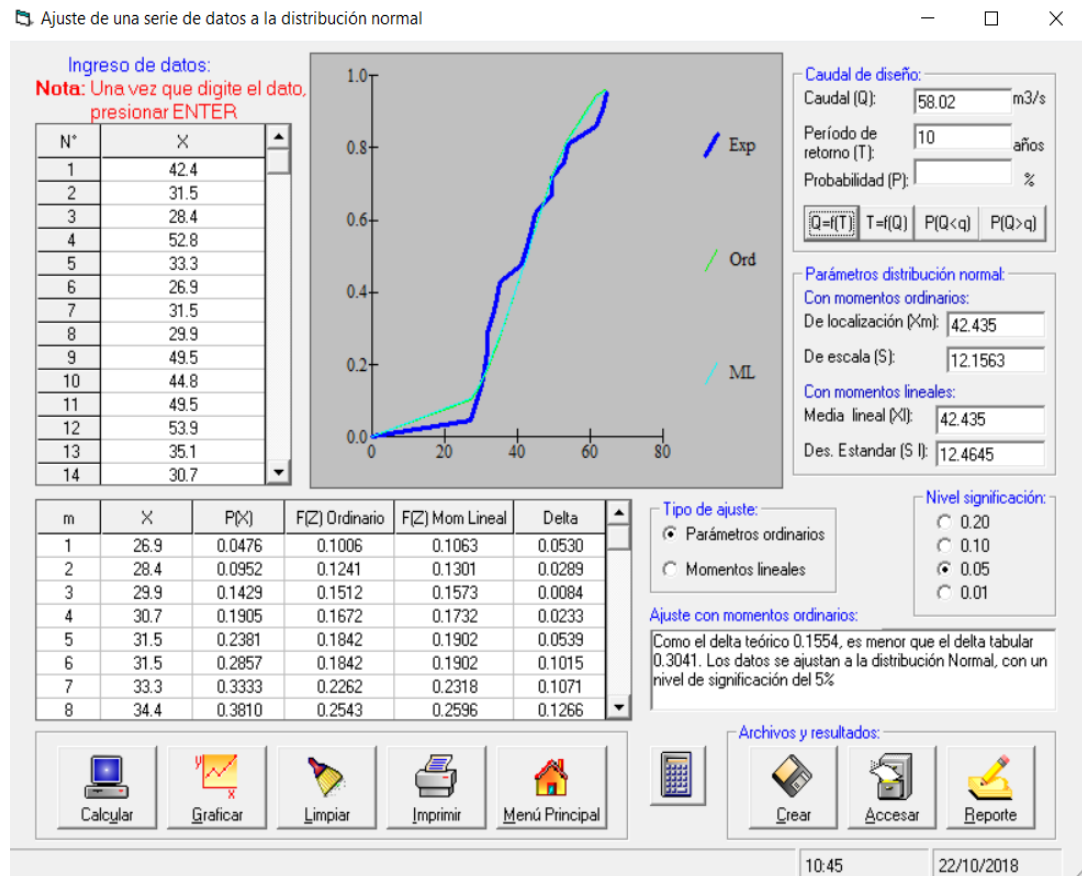 Ajuste de una serie de datos a la distribución normal
Ingreso de datos:
Nota: Una vez que digite el dato,
presionar ENTER
N° X
1 42.4
2 31.5
3 28.4
4 52.8
5 33.3
6 26.9
7 31.5
8 29.9
9 49.5
10 44.8
11 49.5
12 53.9
13 35.1
14 30.7
1.0
0.8
0.6
0.4
0.2
0.0
0 20 40 60 80
Exp
Ord
ML
Caudal de diseño:
Caudal (Q): 58.02 m3/s
Período de
retorno (T): 10 años
Probabilidad (P): %
Q=f(T) T=f(Q) P(Q<q) P(Q>q)
Parámetros distribución normal:
Con momentos ordinarios:
De localización (Xm): 42.435
De escala (S): 12.1563
Con momentos lineales:
Media lineal (Xl): 42.435
Des. Estandar (S l): 12.4645
m X P(X) F(Z) Ordinario F(Z) Mom Lineal Delta
1 26.9 0.0476 0.1006 0.1063 0.0530
2 28.4 0.0952 0.1241 0.1301 0.0289
3 29.9 0.1429 0.1512 0.1573 0.0084
4 30.7 0.1905 0.1672 0.1732 0.0233
5 31.5 0.2381 0.1842 0.1902 0.0539
6 31.5 0.2857 0.1842 0.1902 0.1015
7 33.3 0.3333 0.2262 0.2318 0.1071
8 34.4 0.3810 0.2543 0.2596 0.1266
Tipo de ajuste:
Parámetros ordinarios
Momentos lineales
Nivel significación:
0.20
0.10
0.05
0.01
Ajuste con momentos ordinarios:
Como el delta teórico 0.1554, es menor que el delta tabular
0.3041. Los datos se ajustan a la distribución Normal, con un
nivel de significación del 5%
Calcular Graficar Limpiar Imprimir Menú Principal
Archivos y resultados:
Crear Accesar Reporte
10:45 22/10/2018